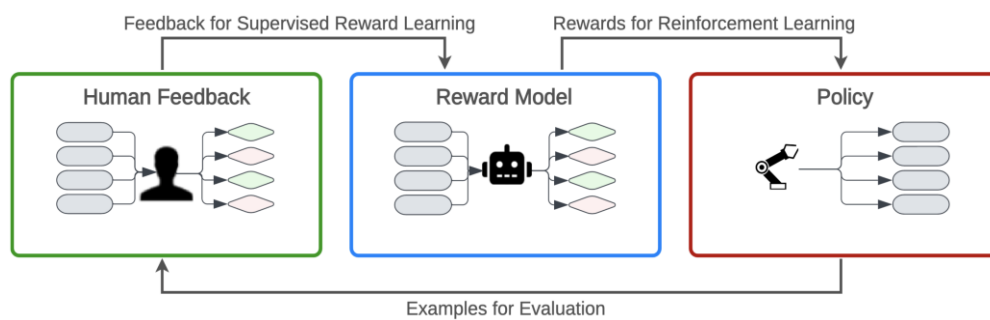 Feedback for Supervised Reward Learning
Rewards for Reinforcement Learning
Human Feedback
Reward Model
Policy
Examples for Evaluation